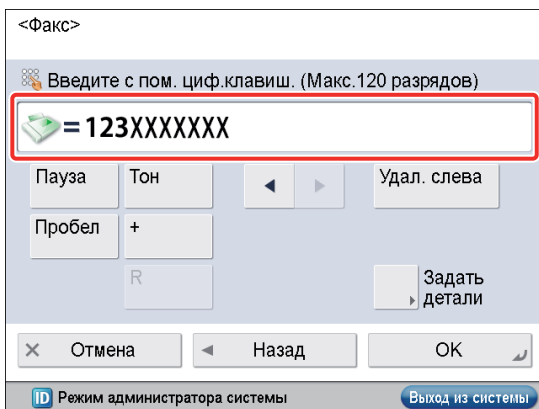 <Факс>
Введите с пом. циф.клавиш. (Макс.120 разрядов)
=123XXXXXXX
Пауза Тон ◄ ► Удал. слева
Пробел +
R Задать детали
× Отмена ◄ Назад OK
ID Режим администратора системы Выход из системы